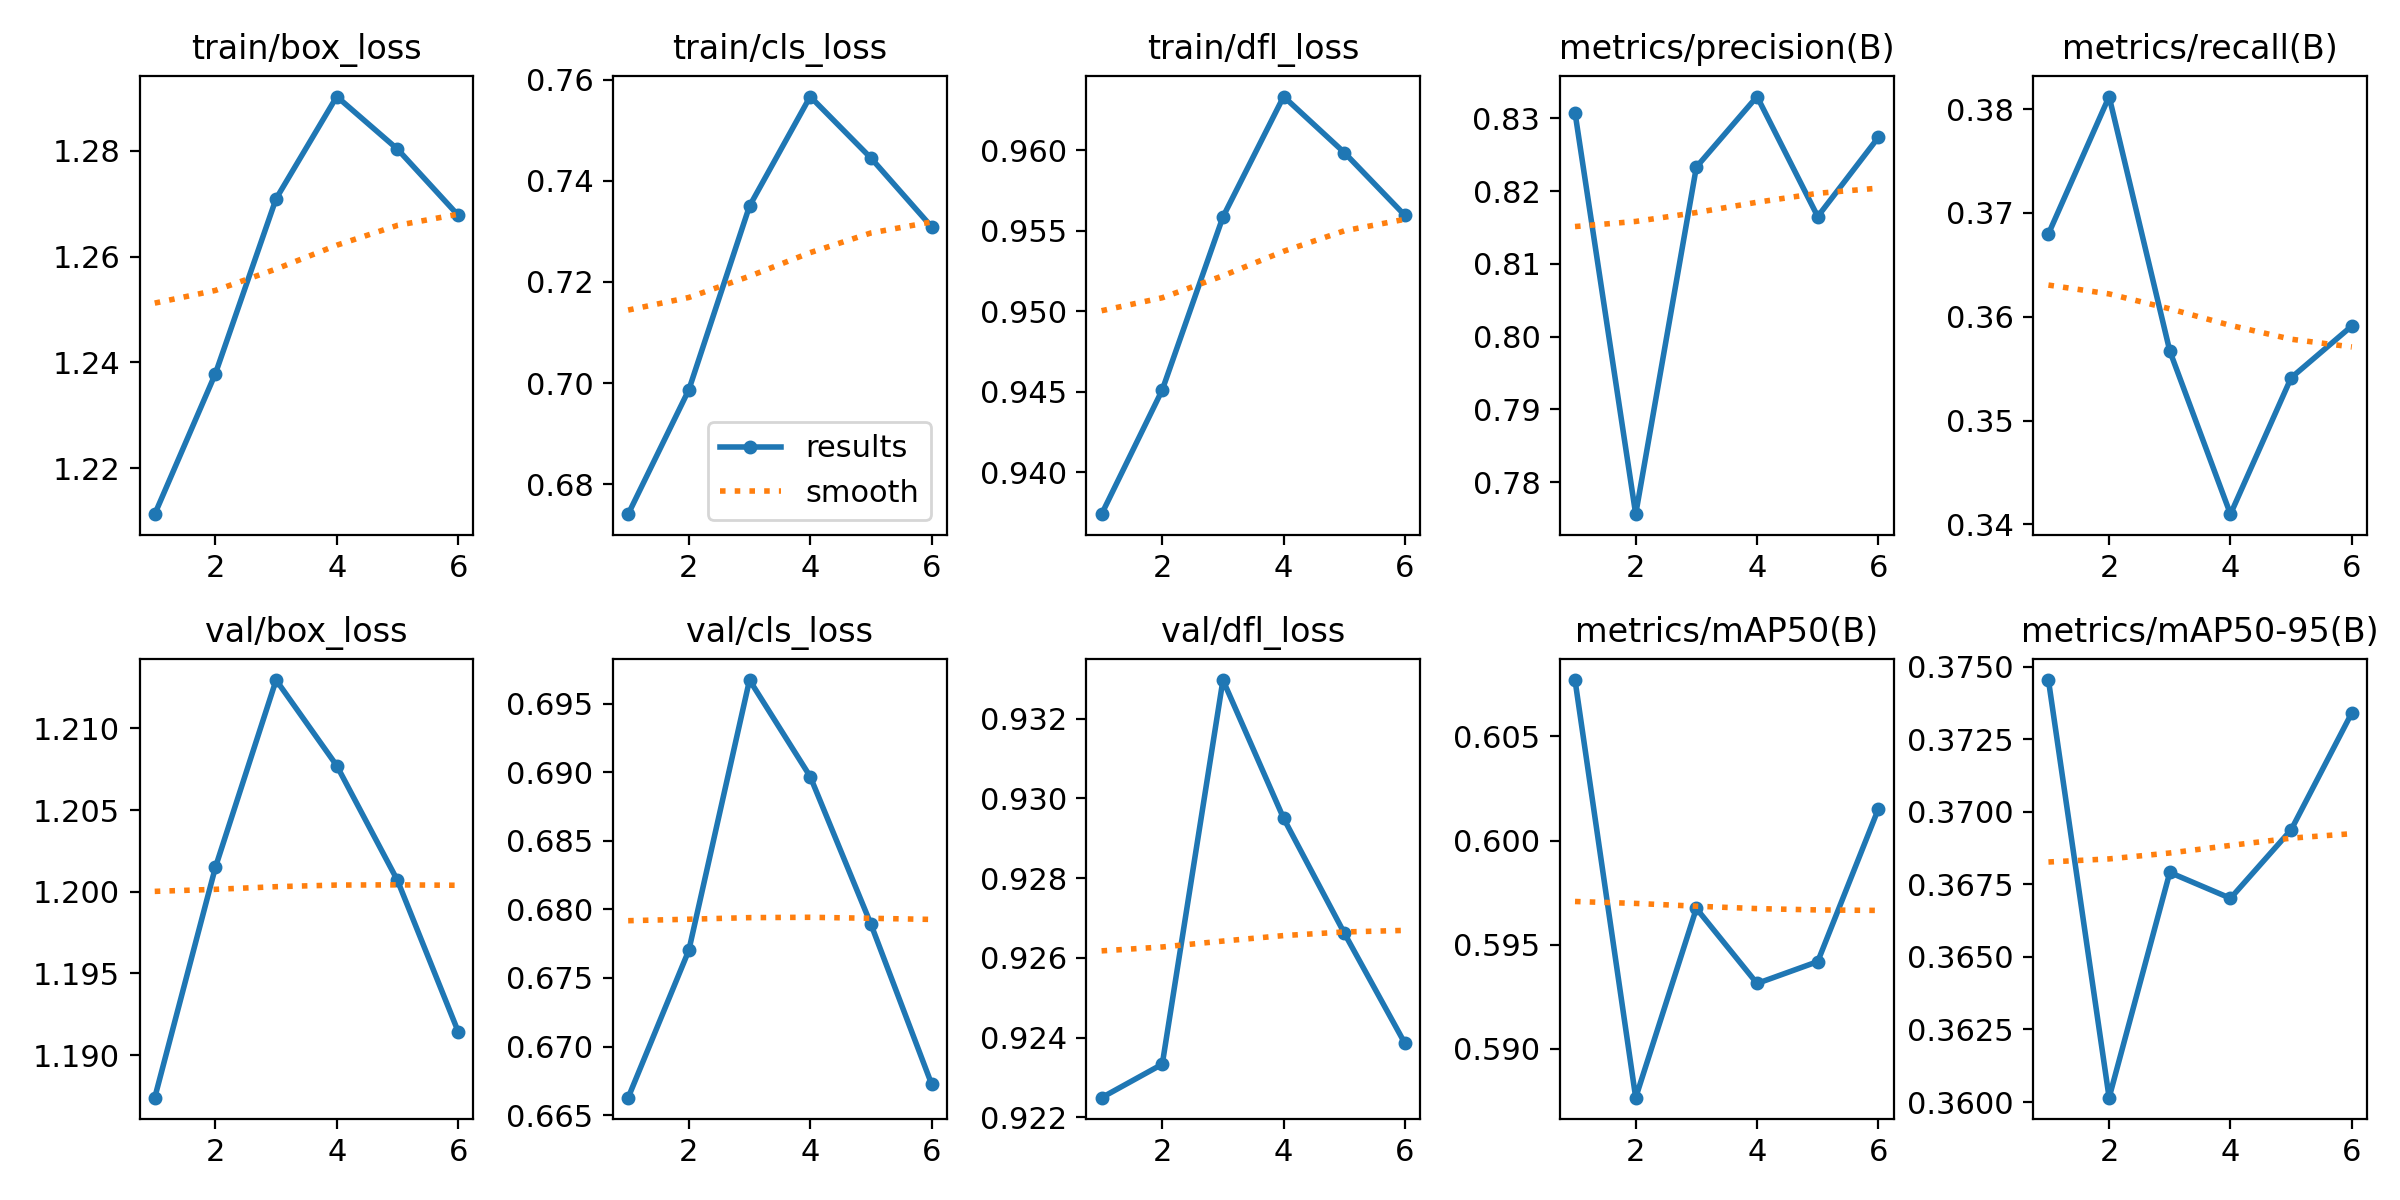 train/box_loss
1.28
1.26
1.24
1.22
2 4 6
train/cls_loss
0.76
0.74
0.72
0.70
0.68
results
smooth
2 4 6
train/dfl_loss
0.960
0.955
0.950
0.945
0.940
2 4 6
metrics/precision(B)
0.83
0.82
0.81
0.80
0.79
0.78
2 4 6
metrics/recall(B)
0.38
0.37
0.36
0.35
0.34
2 4 6
val/box_loss
1.210
1.205
1.200
1.195
1.190
2 4 6
val/cls_loss
0.695
0.690
0.685
0.680
0.675
0.670
0.665
2 4 6
val/dfl_loss
0.932
0.930
0.928
0.926
0.924
0.922
2 4 6
metrics/mAP50(B)
0.605
0.600
0.595
0.590
2 4 6
metrics/mAP50-95(B)
0.3750
0.3725
0.3700
0.3675
0.3650
0.3625
0.3600
2 4 6